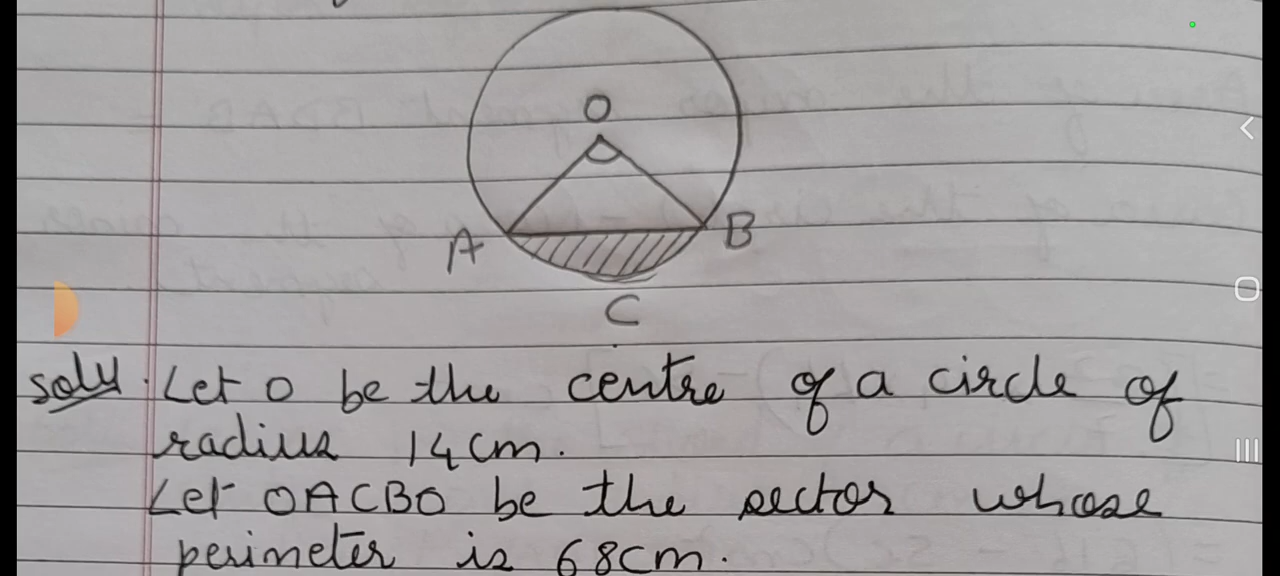 O
A
B
C
soln. Let O be the centre of a circle of
radius 14cm.
Let OACBO be the sector whose
perimeter is 68cm.